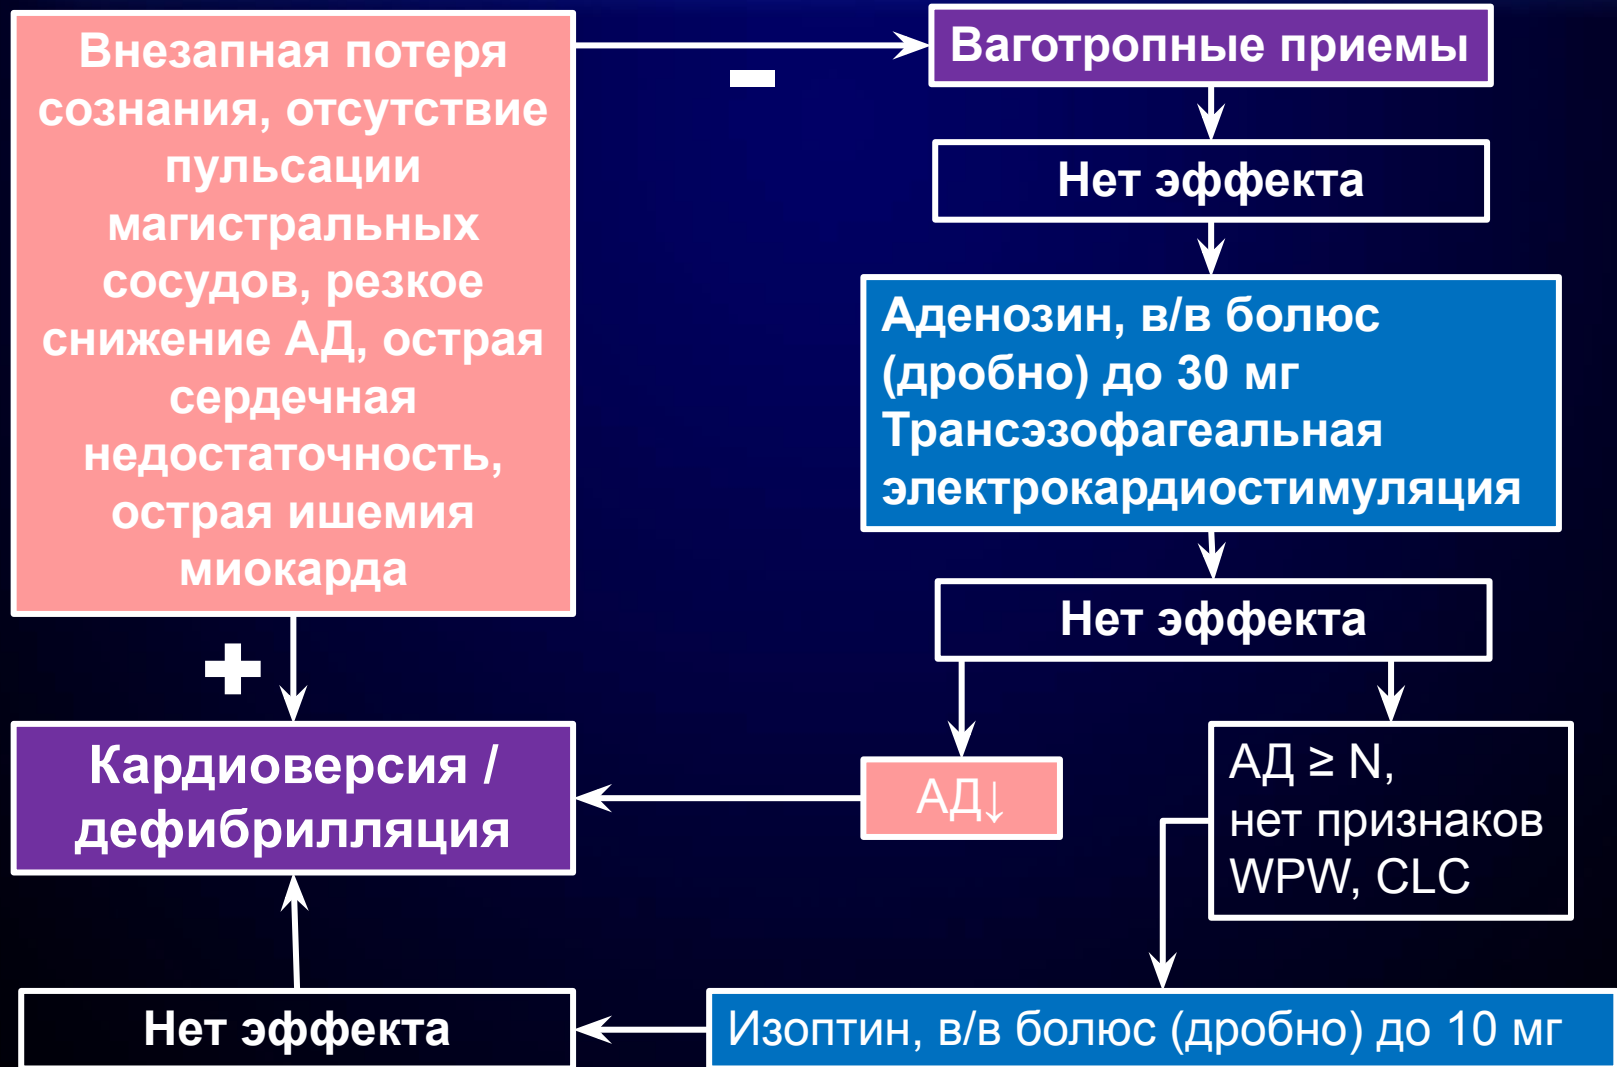 Внезапная потеря
сознания, отсутствие
пульсации
магистральных
сосудов, резкое
снижение АД, острая
сердечная
недостаточность,
острая ишемия
миокарда
-
Ваготропные приемы
Нет эффекта
Аденозин, в/в болюс
(дробно) до 30 мг
Трансэзофагеальная
электрокардиостимуляция
Нет эффекта
+
Кардиоверсия /
дефибрилляция
АД↓
АД ≥ N,
нет признаков
WPW, CLC
Нет эффекта
Изоптин, в/в болюс (дробно) до 10 мг